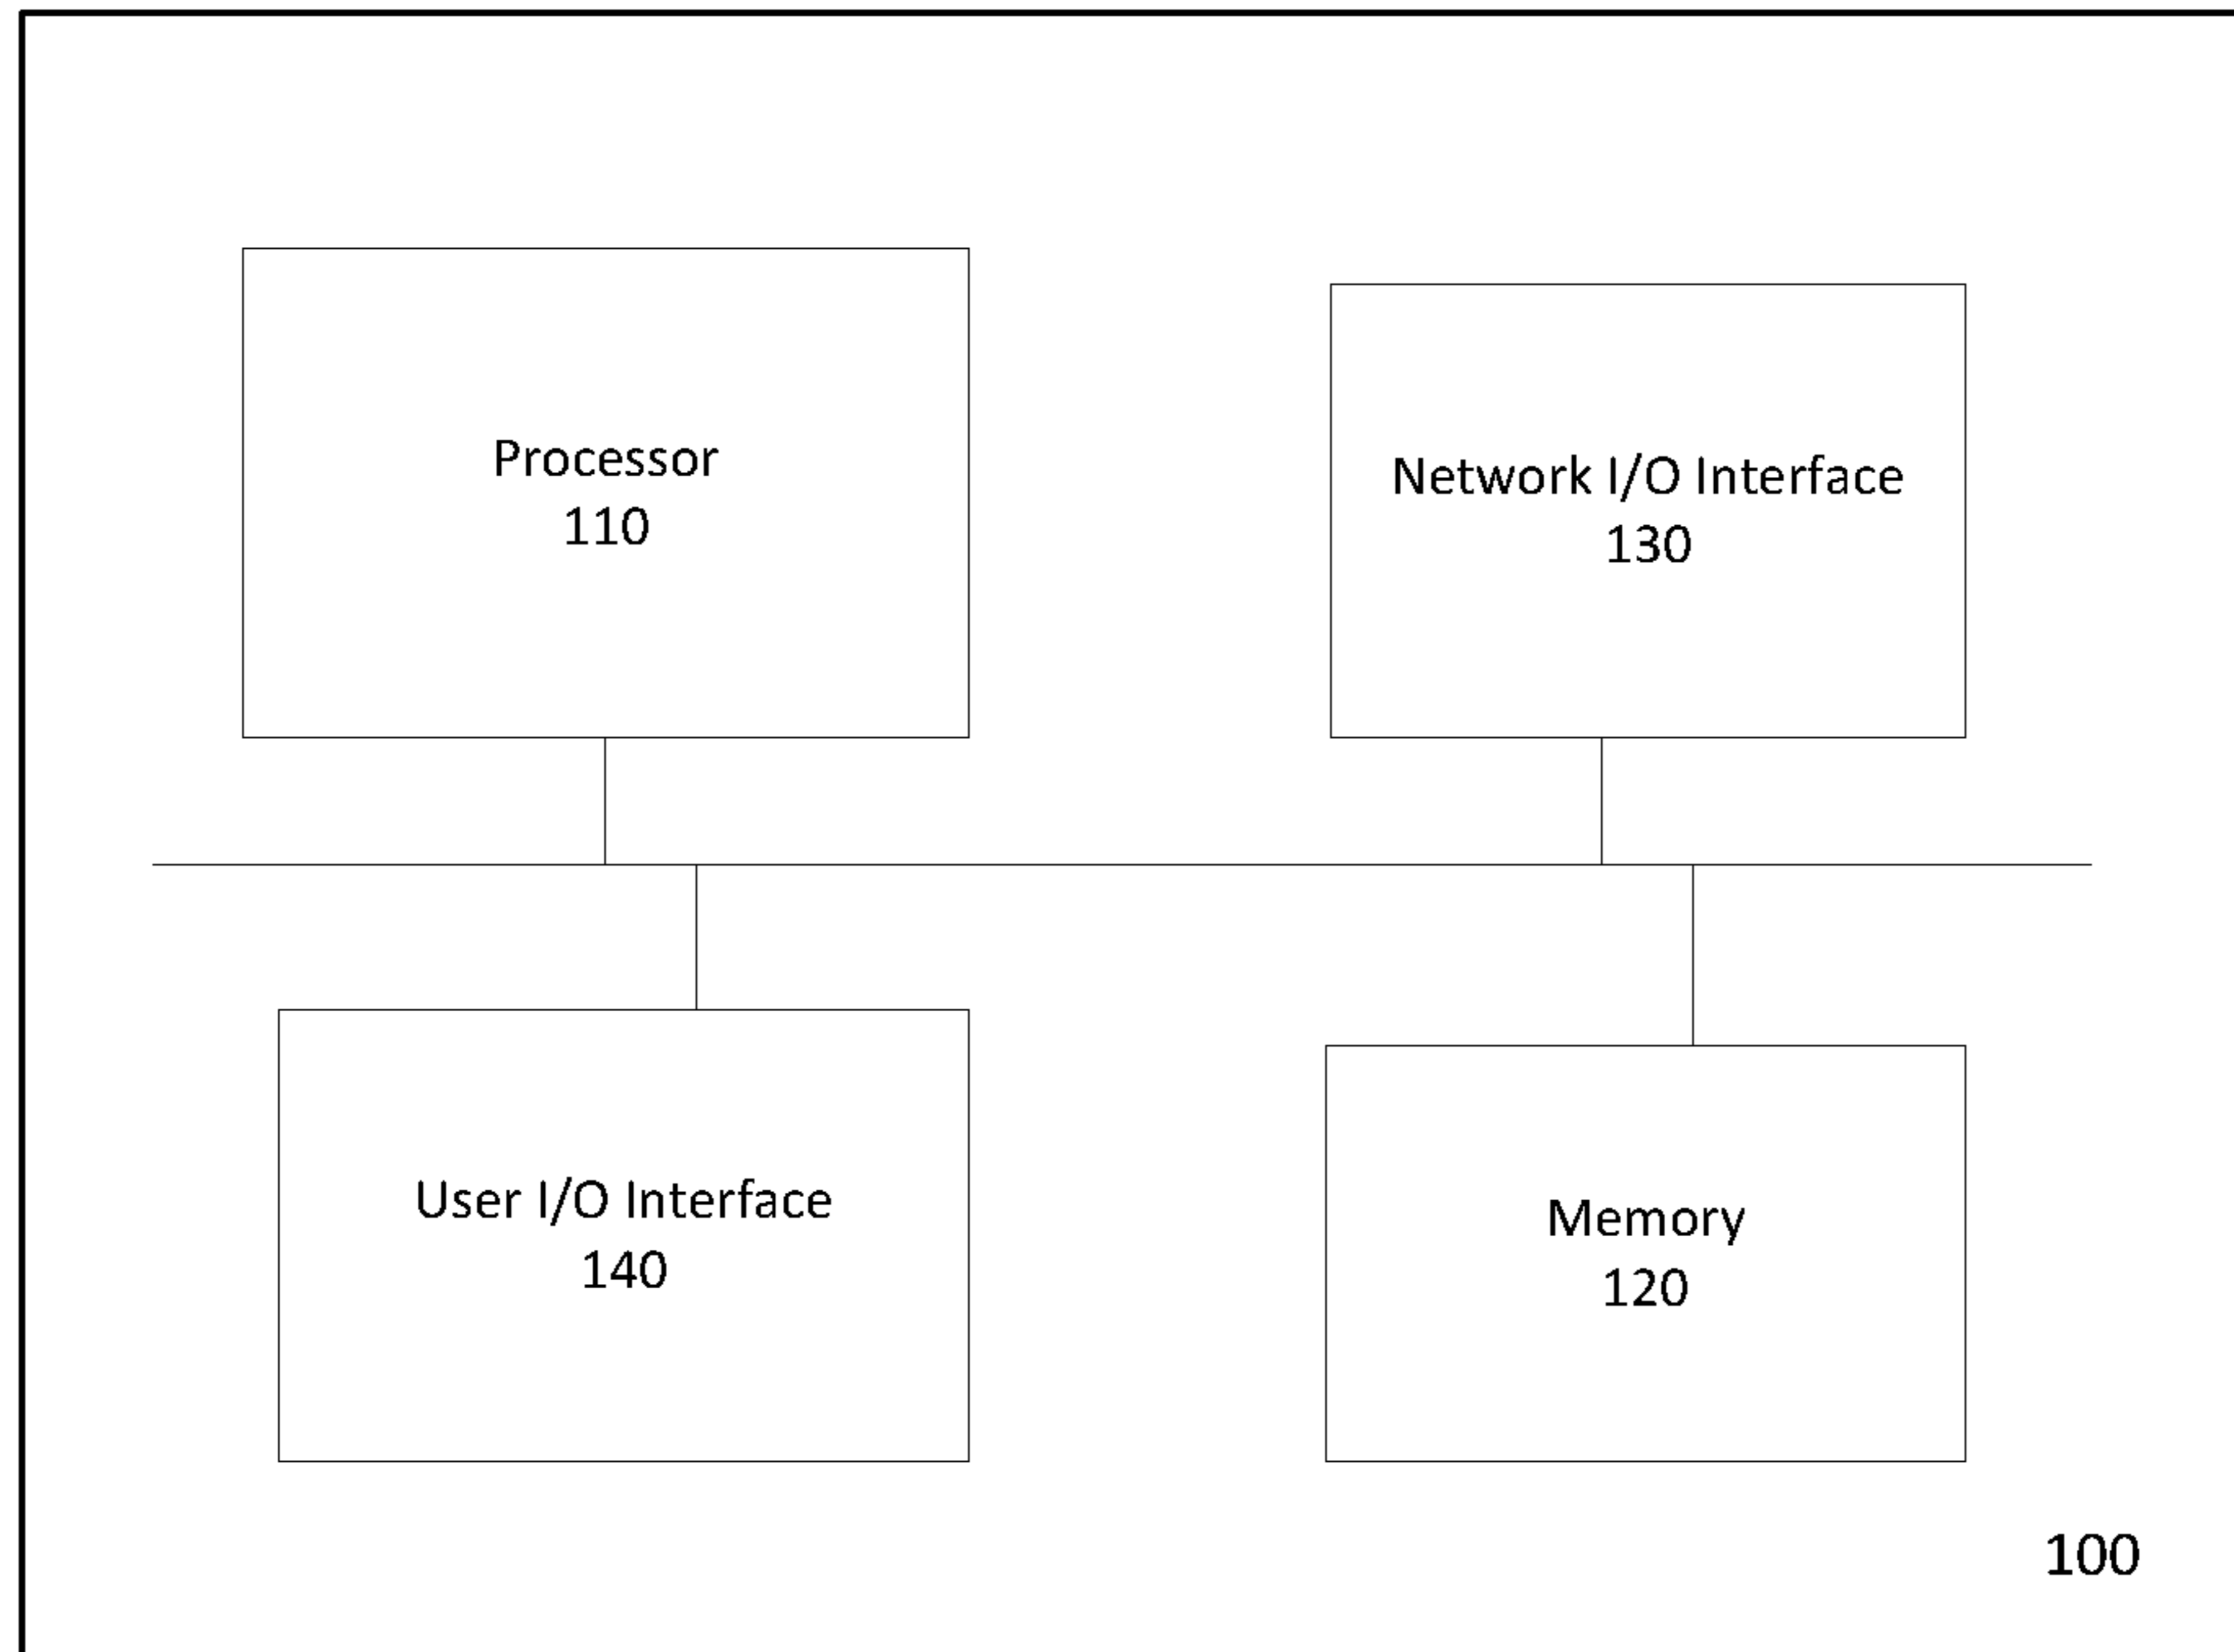 Processor
110
Network I/O Interface
130
User I/O Interface
140
Memory
120
100